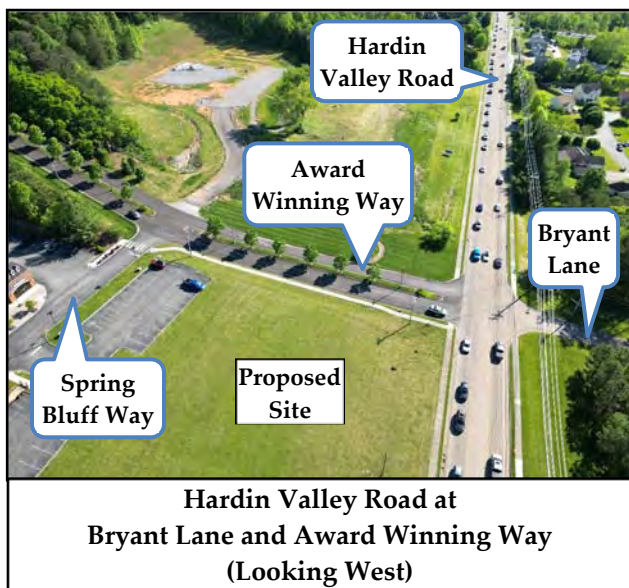 Hardin
Valley Road
Award
Winning Way
Bryant
Lane
Spring
Bluff Way
Proposed
Site
Hardin Valley Road at
Bryant Lane and Award Winning Way
(Looking West)